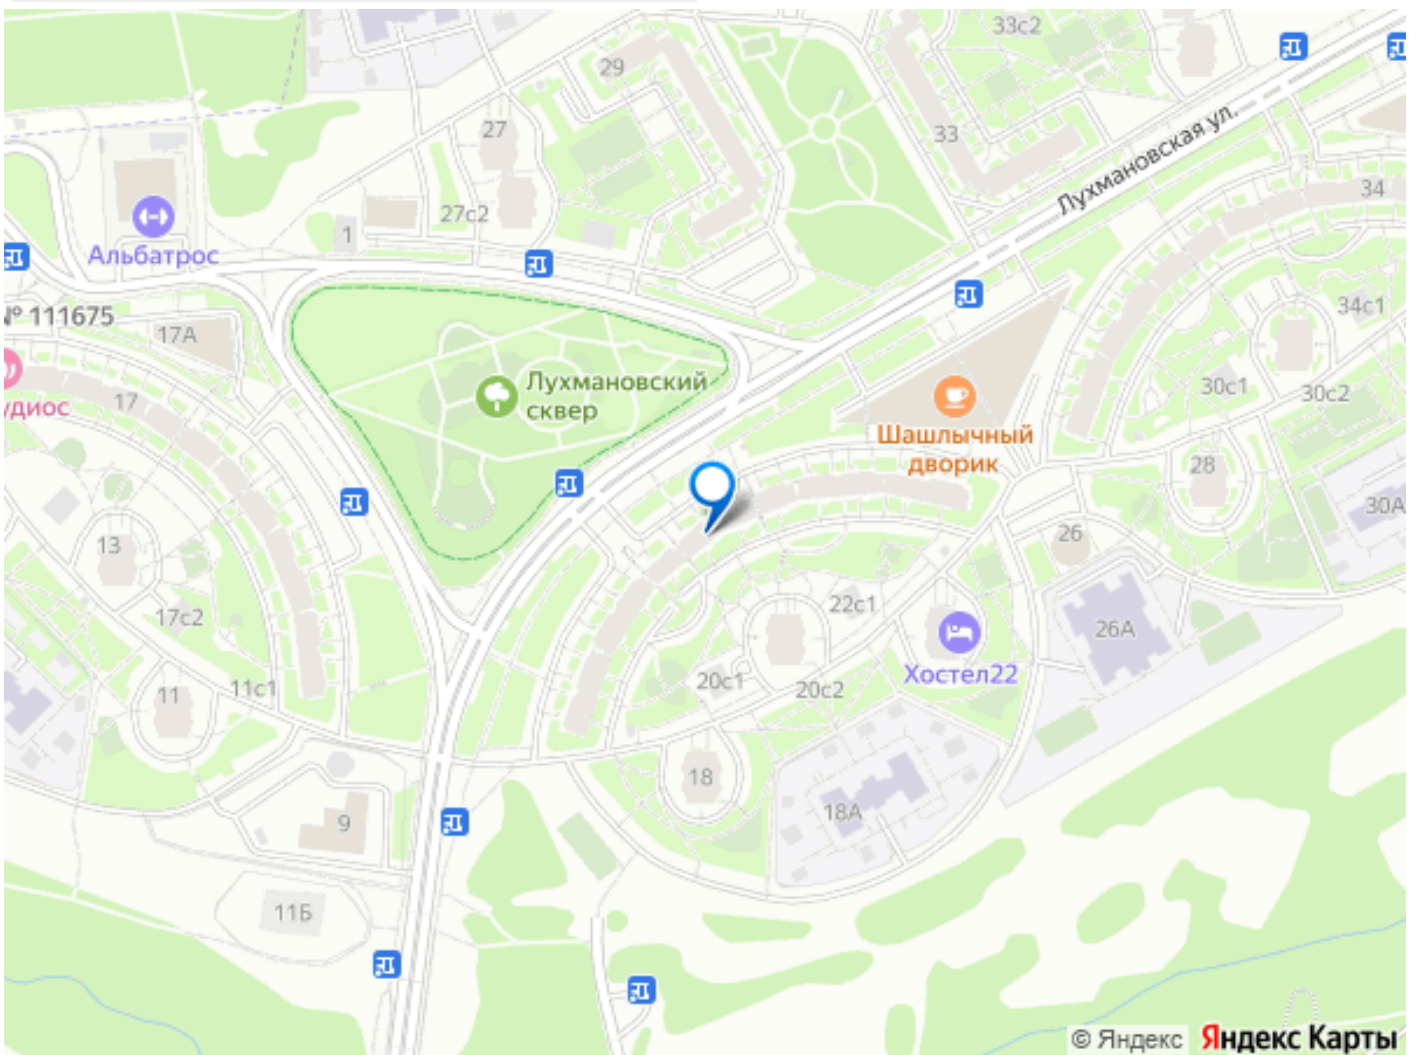 33с2
29
27
33
Лухмановская ул.
34
27с2
1
Альбатрос
34с1
№ 111675
17А
Лухмановский
сквер
30с1
30с2
17
удиос
Шашлычный
дворик
28
30А
13
26
22с1
26А
17с2
Хостел22
11
11с1
20с1
20с2
18
18А
9
11Б
© Яндекс Яндекс Карты